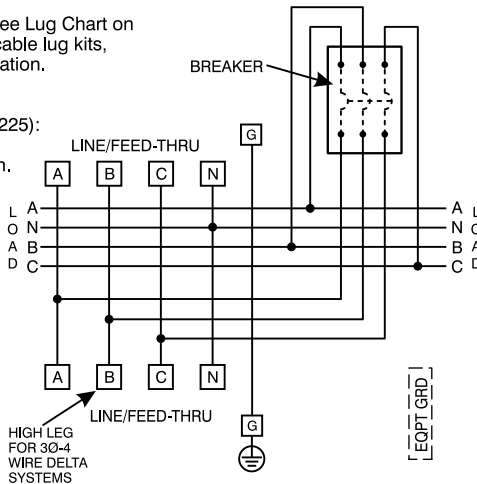 ee Lug Chart on
cable lug kits,
ation.
225):
n.
BREAKER
LINE/FEED-THRU
G
A B C N
L O A D
A
N
B
C
A
N
B
C
L O A D
A B C N
LINE/FEED-THRU
G
HIGH LEG
FOR 3Ø-4
WIRE DELTA
SYSTEMS
EQPT GRD